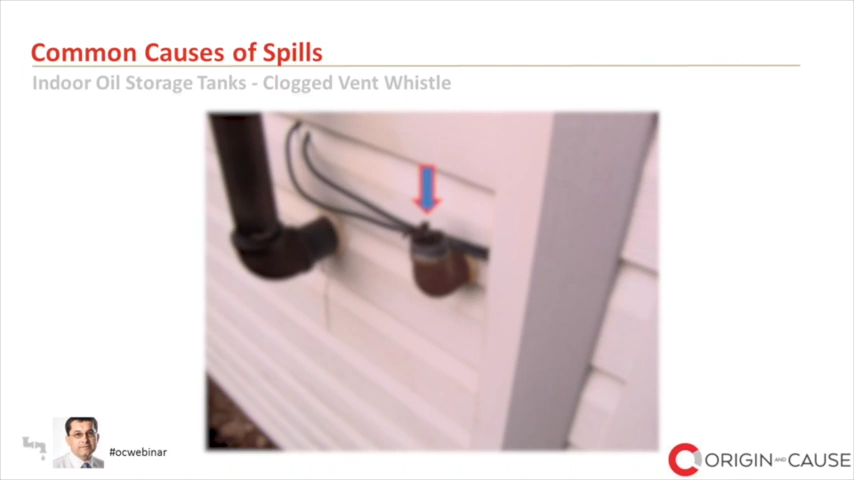 Common Causes of Spills
Indoor Oil Storage Tanks - Clogged Vent Whistle
#ocwebinar
ORIGIN AND CAUSE